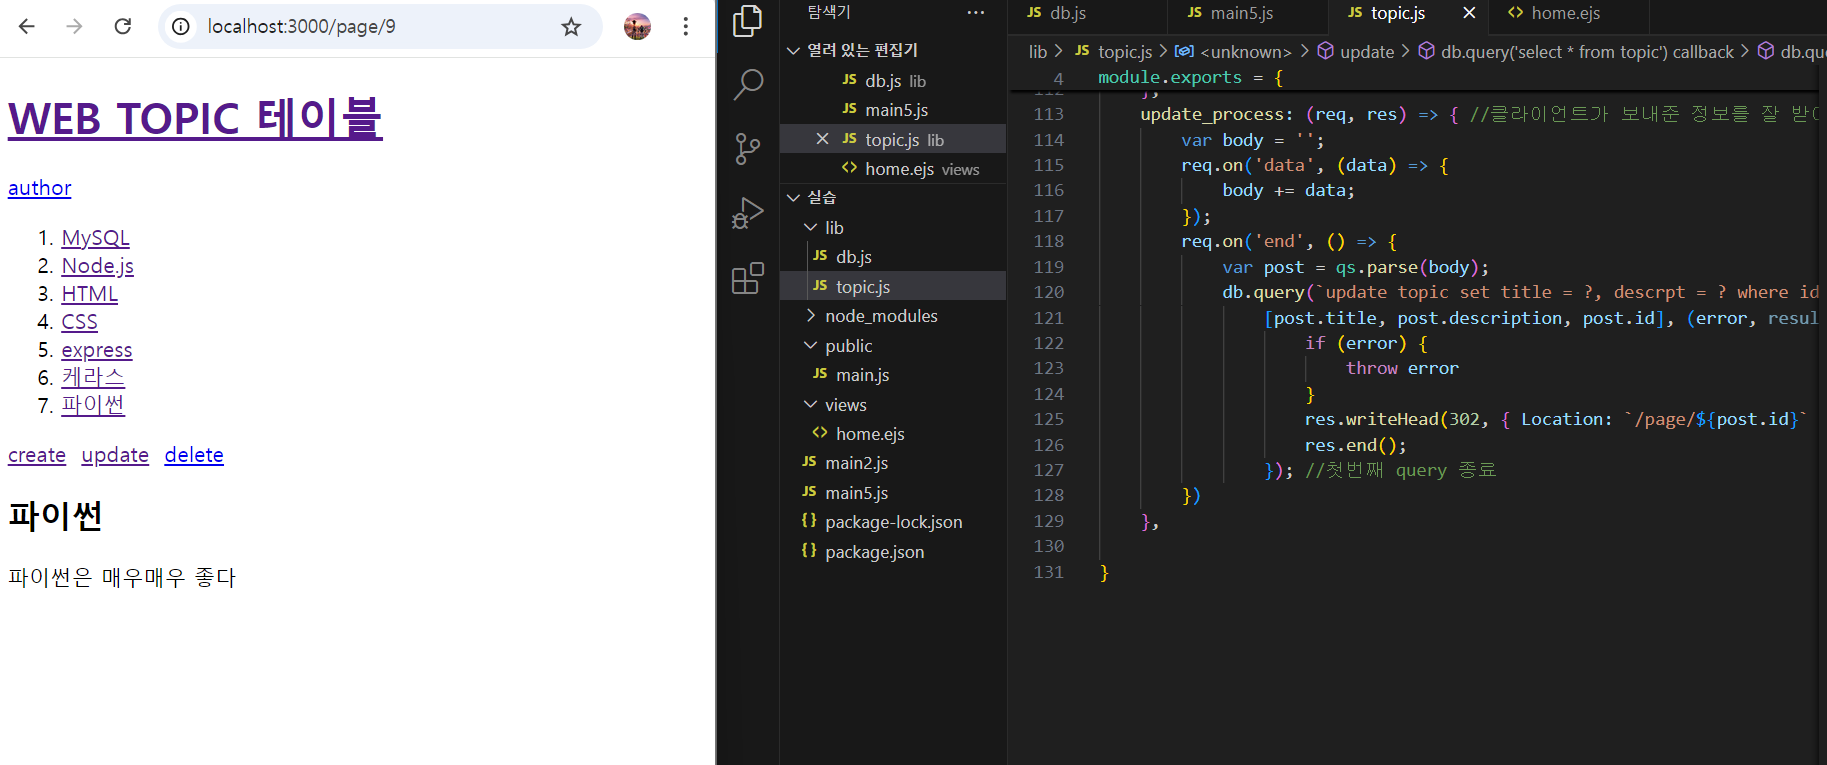 localhost:3000/page/9
WEB TOPIC 테이블
author
1. MySQL
2. Node.js
3. HTML
4. CSS
5. express
6. 케라스
7. 파이썬
create update delete
파이썬
파이썬은 매우매우 좋다
탐색기
열려 있는 편집기
JS db.js lib
JS main5.js
JS topic.js lib
<> home.ejs views
실습
lib
JS db.js
JS topic.js
node_modules
public
JS main.js
views
<> home.ejs
JS main2.js
JS main5.js
{} package-lock.json
{} package.json
JS db.js JS main5.js JS topic.js <> home.ejs
lib > JS topic.js > <unknown> > update > db.query('select * from topic') callback > db.qu
4 module.exports = {
112 },
113 update_process: (req, res) => { //클라이언트가 보내준 정보를 잘 받
114 var body = '';
115 req.on('data', (data) => {
116 body += data;
117 });
118 req.on('end', () => {
119 var post = qs.parse(body);
120 db.query(`update topic set title = ?, descrpt = ? where id
121 [post.title, post.description, post.id], (error, resul
122 if (error) {
123 throw error
124 }
125 res.writeHead(302, { Location: `/page/${post.id}`
126 res.end();
127 }); //첫번째 query 종료
128 })
129 },
130
131 }